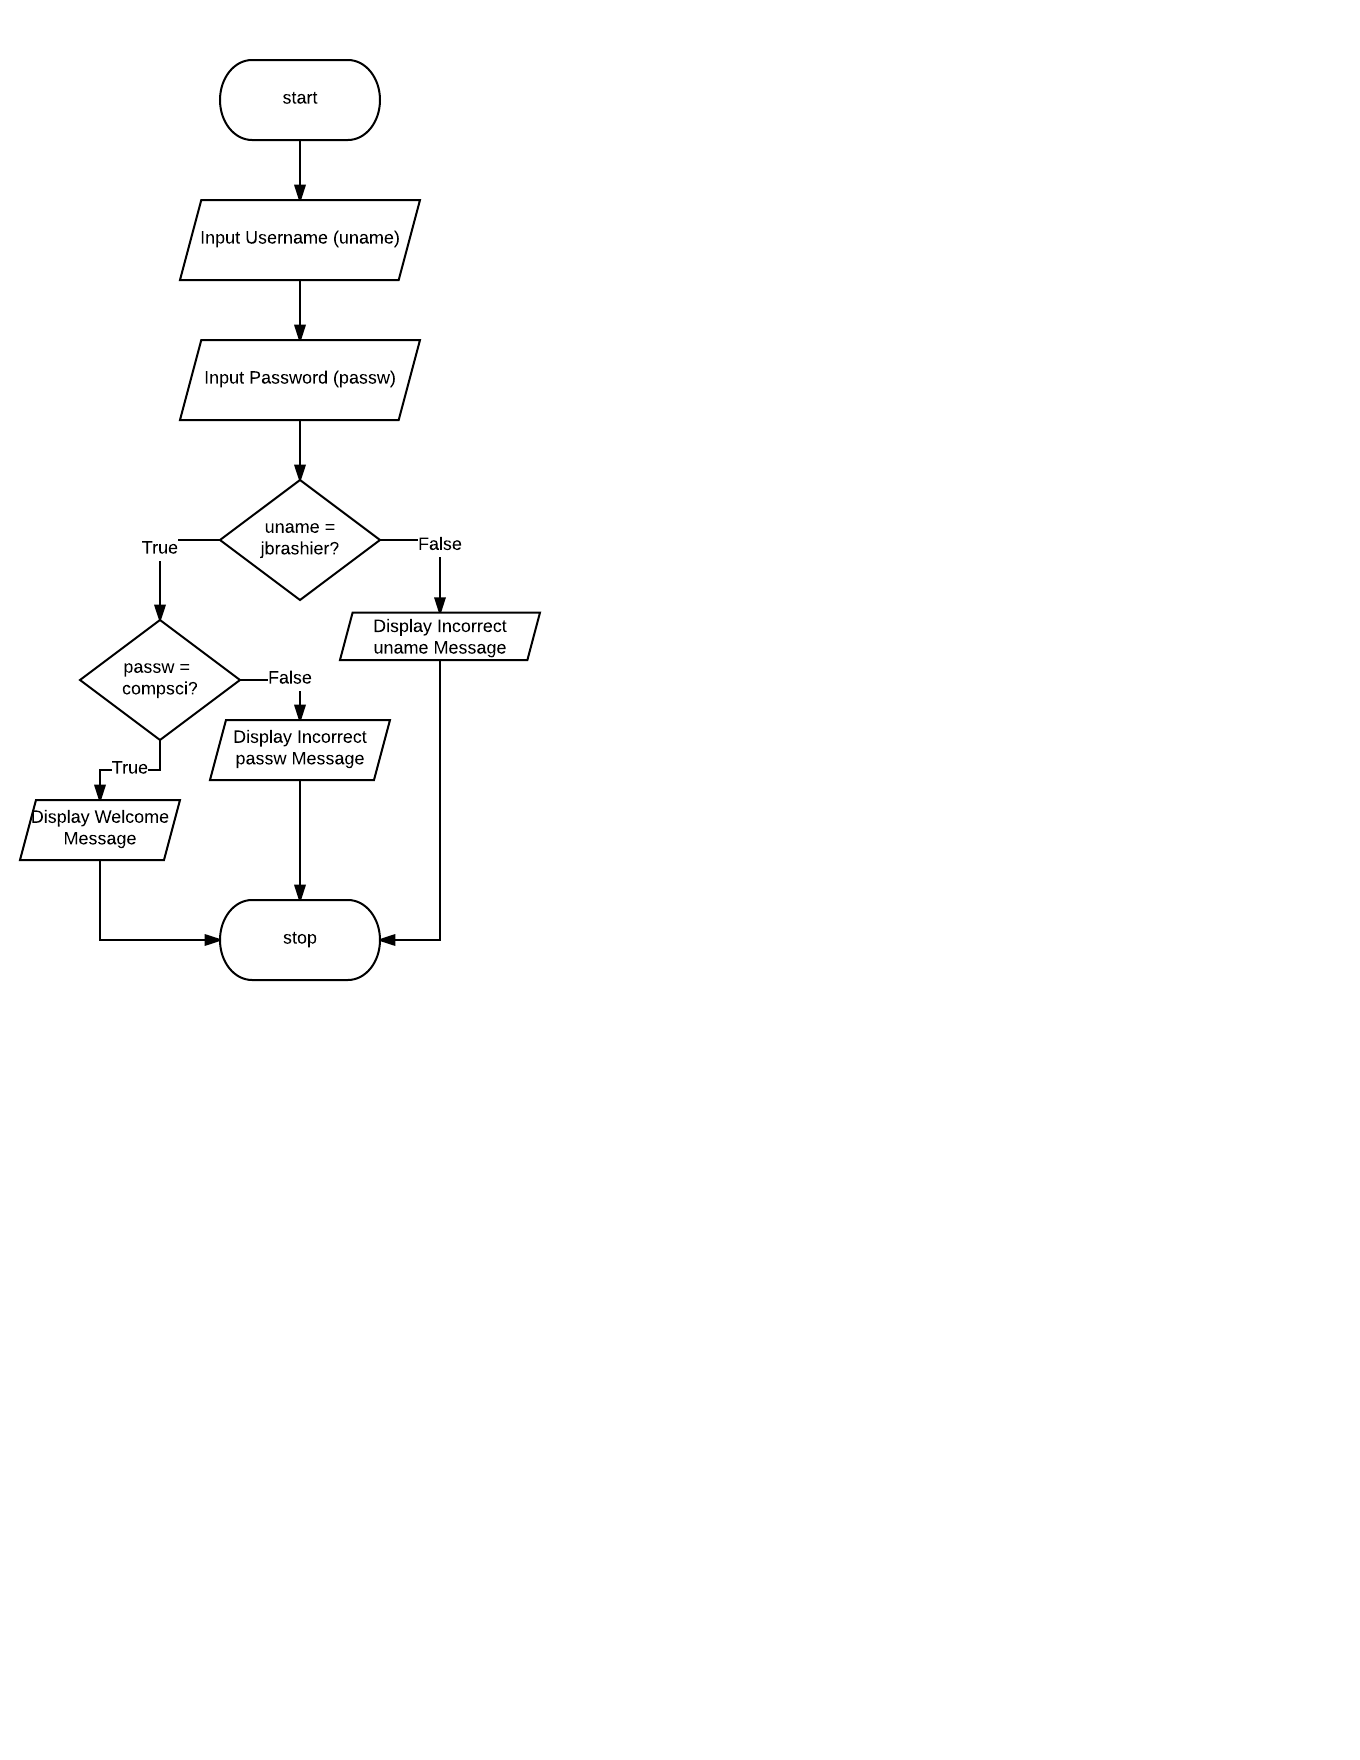 start
Input Username (uname)
Input Password (passw)
uname =
jbrashier?
True
False
Display Incorrect
uname Message
passw =
compsci?
False
Display Incorrect
passw Message
True
Display Welcome
Message
stop